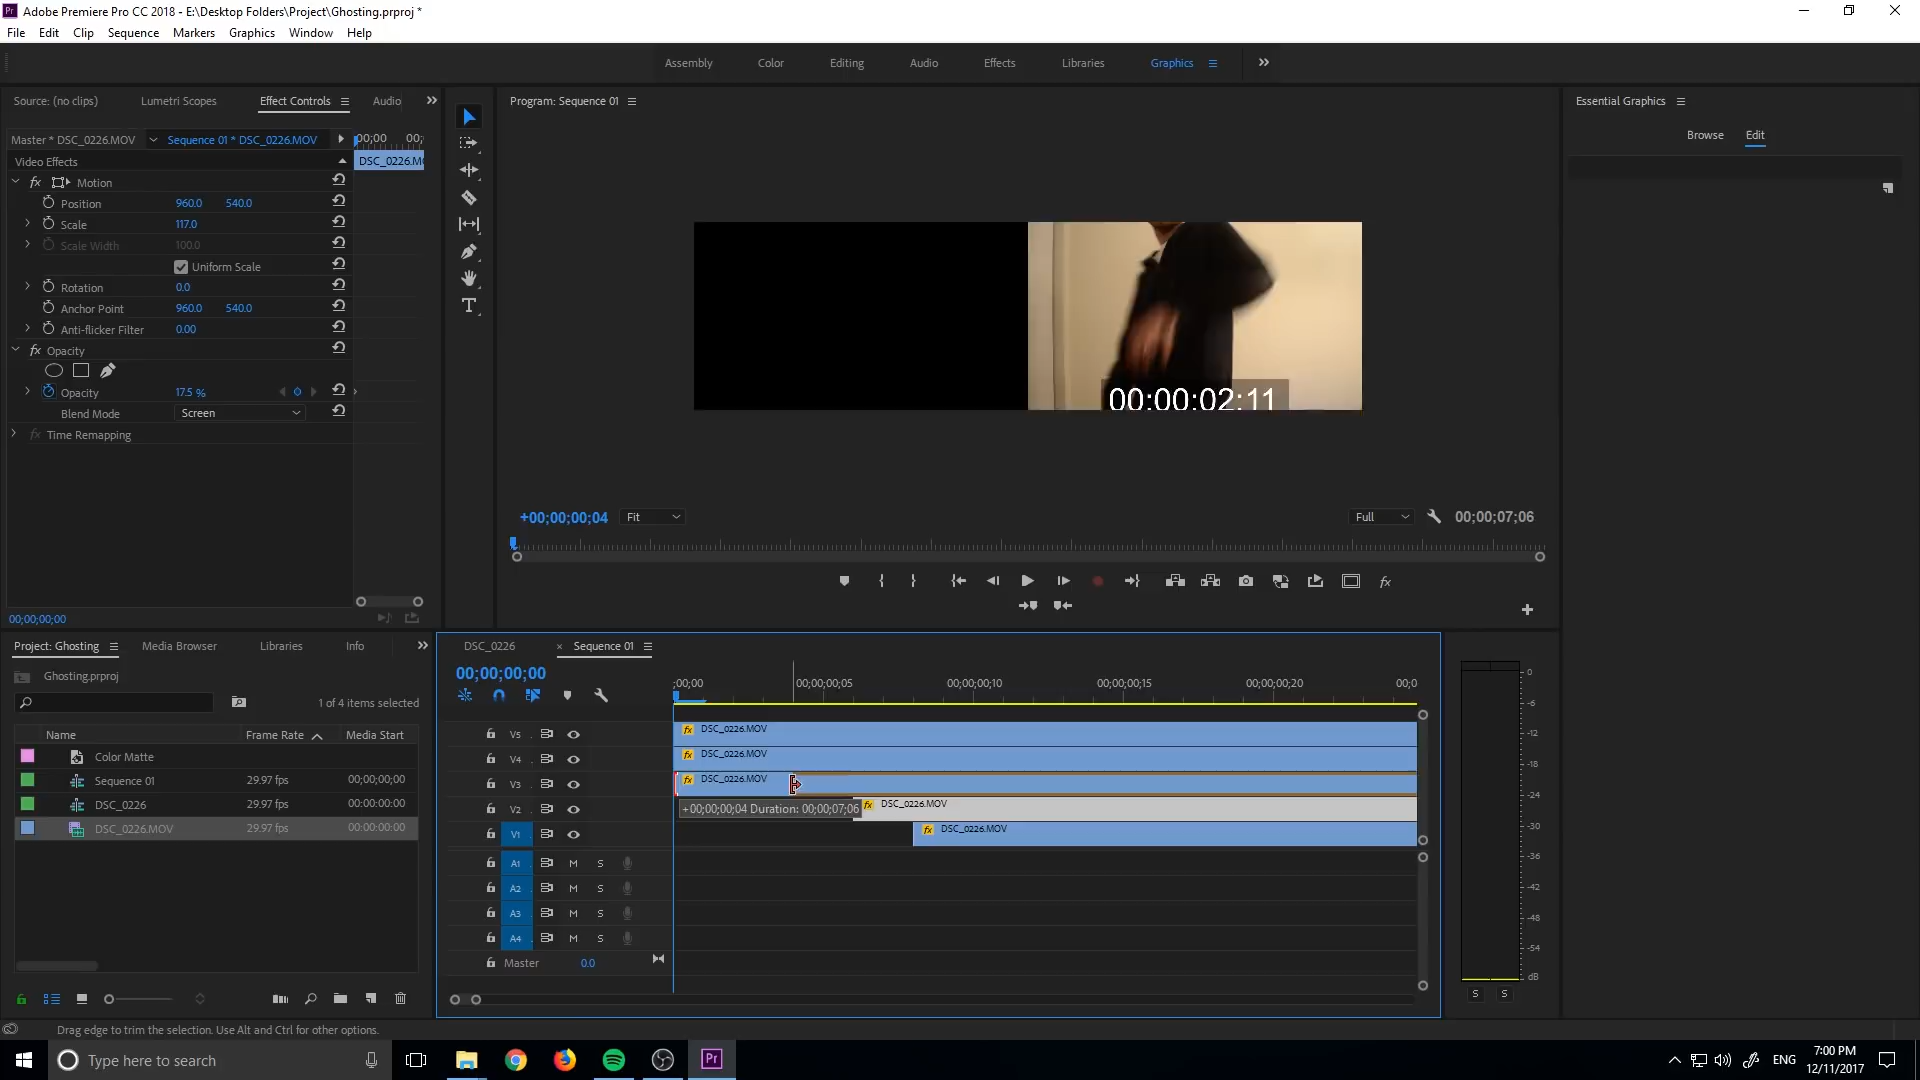 Adobe Premiere Pro CC 2018 - E:\Desktop Folders\Project\Ghosting.prproj *
File Edit Clip Sequence Markers Graphics Window Help
Assembly Color Editing Audio Effects Libraries Graphics
Source: (no clips) Lumetri Scopes Effect Controls Audio
Program: Sequence 01
Essential Graphics
Browse Edit
Master * DSC_0226.MOV Sequence 01 * DSC_0226.MOV 00;00 00;
Video Effects DSC_0226.M
fx Motion
Position 960.0 540.0
Scale 117.0
Scale Width 100.0
Uniform Scale
Rotation 0.0
Anchor Point 960.0 540.0
Anti-flicker Filter 0.00
fx Opacity
Opacity 17.5 %
Blend Mode Screen
fx Time Remapping
00:00:02:11
+00;00;00;04 Fit Full 00;00;07;06
fx
00;00;00;00
Project: Ghosting Media Browser Libraries Info
Ghosting.prproj
1 of 4 items selected
Name Frame Rate Media Start
Color Matte
Sequence 01 29.97 fps 00;00;00;00
DSC_0226 29.97 fps 00:00:00:00
DSC_0226.MOV 29.97 fps 00:00:00:00
DSC_0226 × Sequence 01
00;00;00;00
;00;00 00;00;00;05 00;00;00;10 00;00;00;15 00;00;00;20 00;0
V5 fx DSC_0226.MOV
V4 fx DSC_0226.MOV
V3 fx DSC_0226.MOV
V2 +00;00;00;04 Duration: 00;00;07;06 fx DSC_0226.MOV
V1 fx DSC_0226.MOV
A1 M S
A2 M S
A3 M S
A4 M S
Master 0.0
0
-6
-12
-18
-24
-30
-36
-42
-48
-54
dB
S S
Drag edge to trim the selection. Use Alt and Ctrl for other options.
Type here to search
Pr
ENG
7:00 PM
12/11/2017